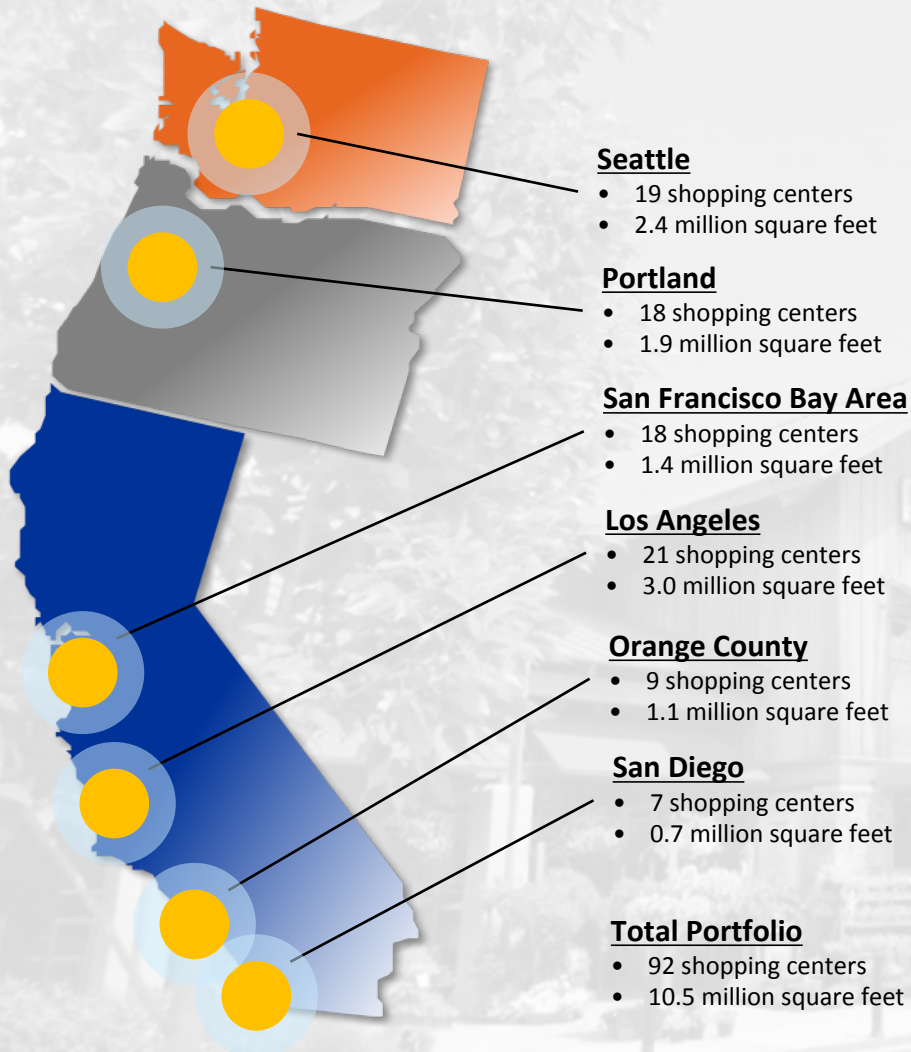 Seattle
• 19 shopping centers
• 2.4 million square feet
Portland
• 18 shopping centers
• 1.9 million square feet
San Francisco Bay Area
• 18 shopping centers
• 1.4 million square feet
Los Angeles
• 21 shopping centers
• 3.0 million square feet
Orange County
• 9 shopping centers
• 1.1 million square feet
San Diego
• 7 shopping centers
• 0.7 million square feet
Total Portfolio
• 92 shopping centers
• 10.5 million square feet